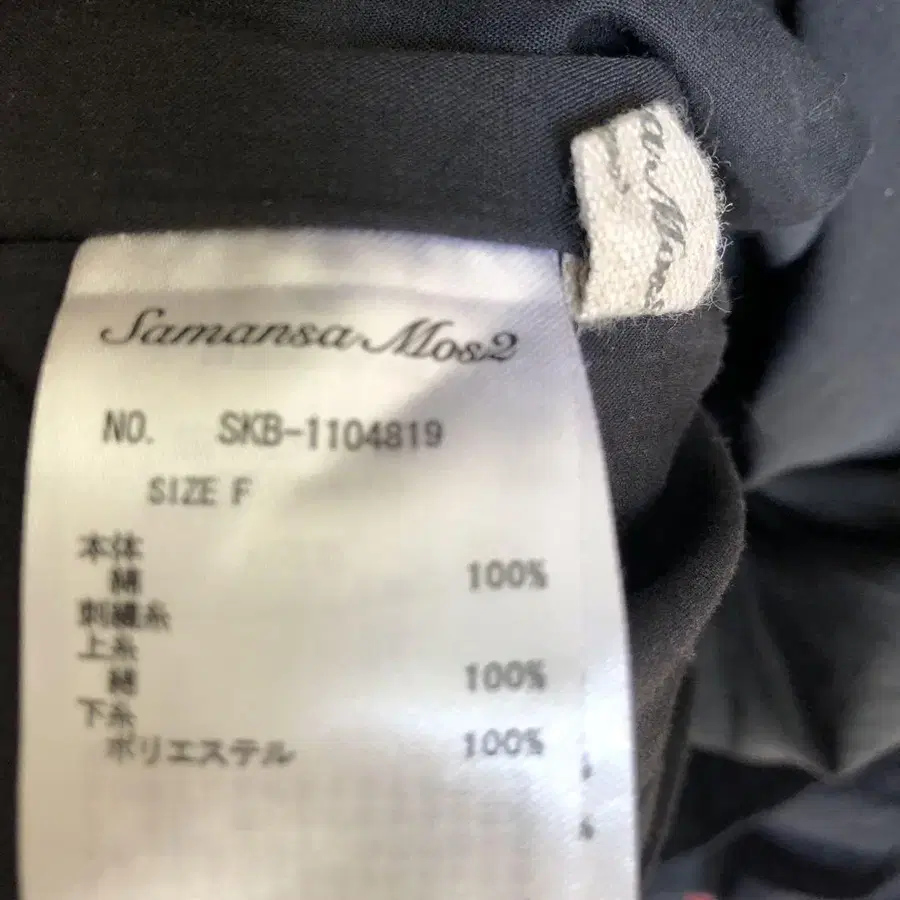 Samansa Mos2
NO. SKB-1104819
SIZE F
本体
綿 100%
刺繍糸
上糸
綿 100%
下糸
ポリエステル 100%